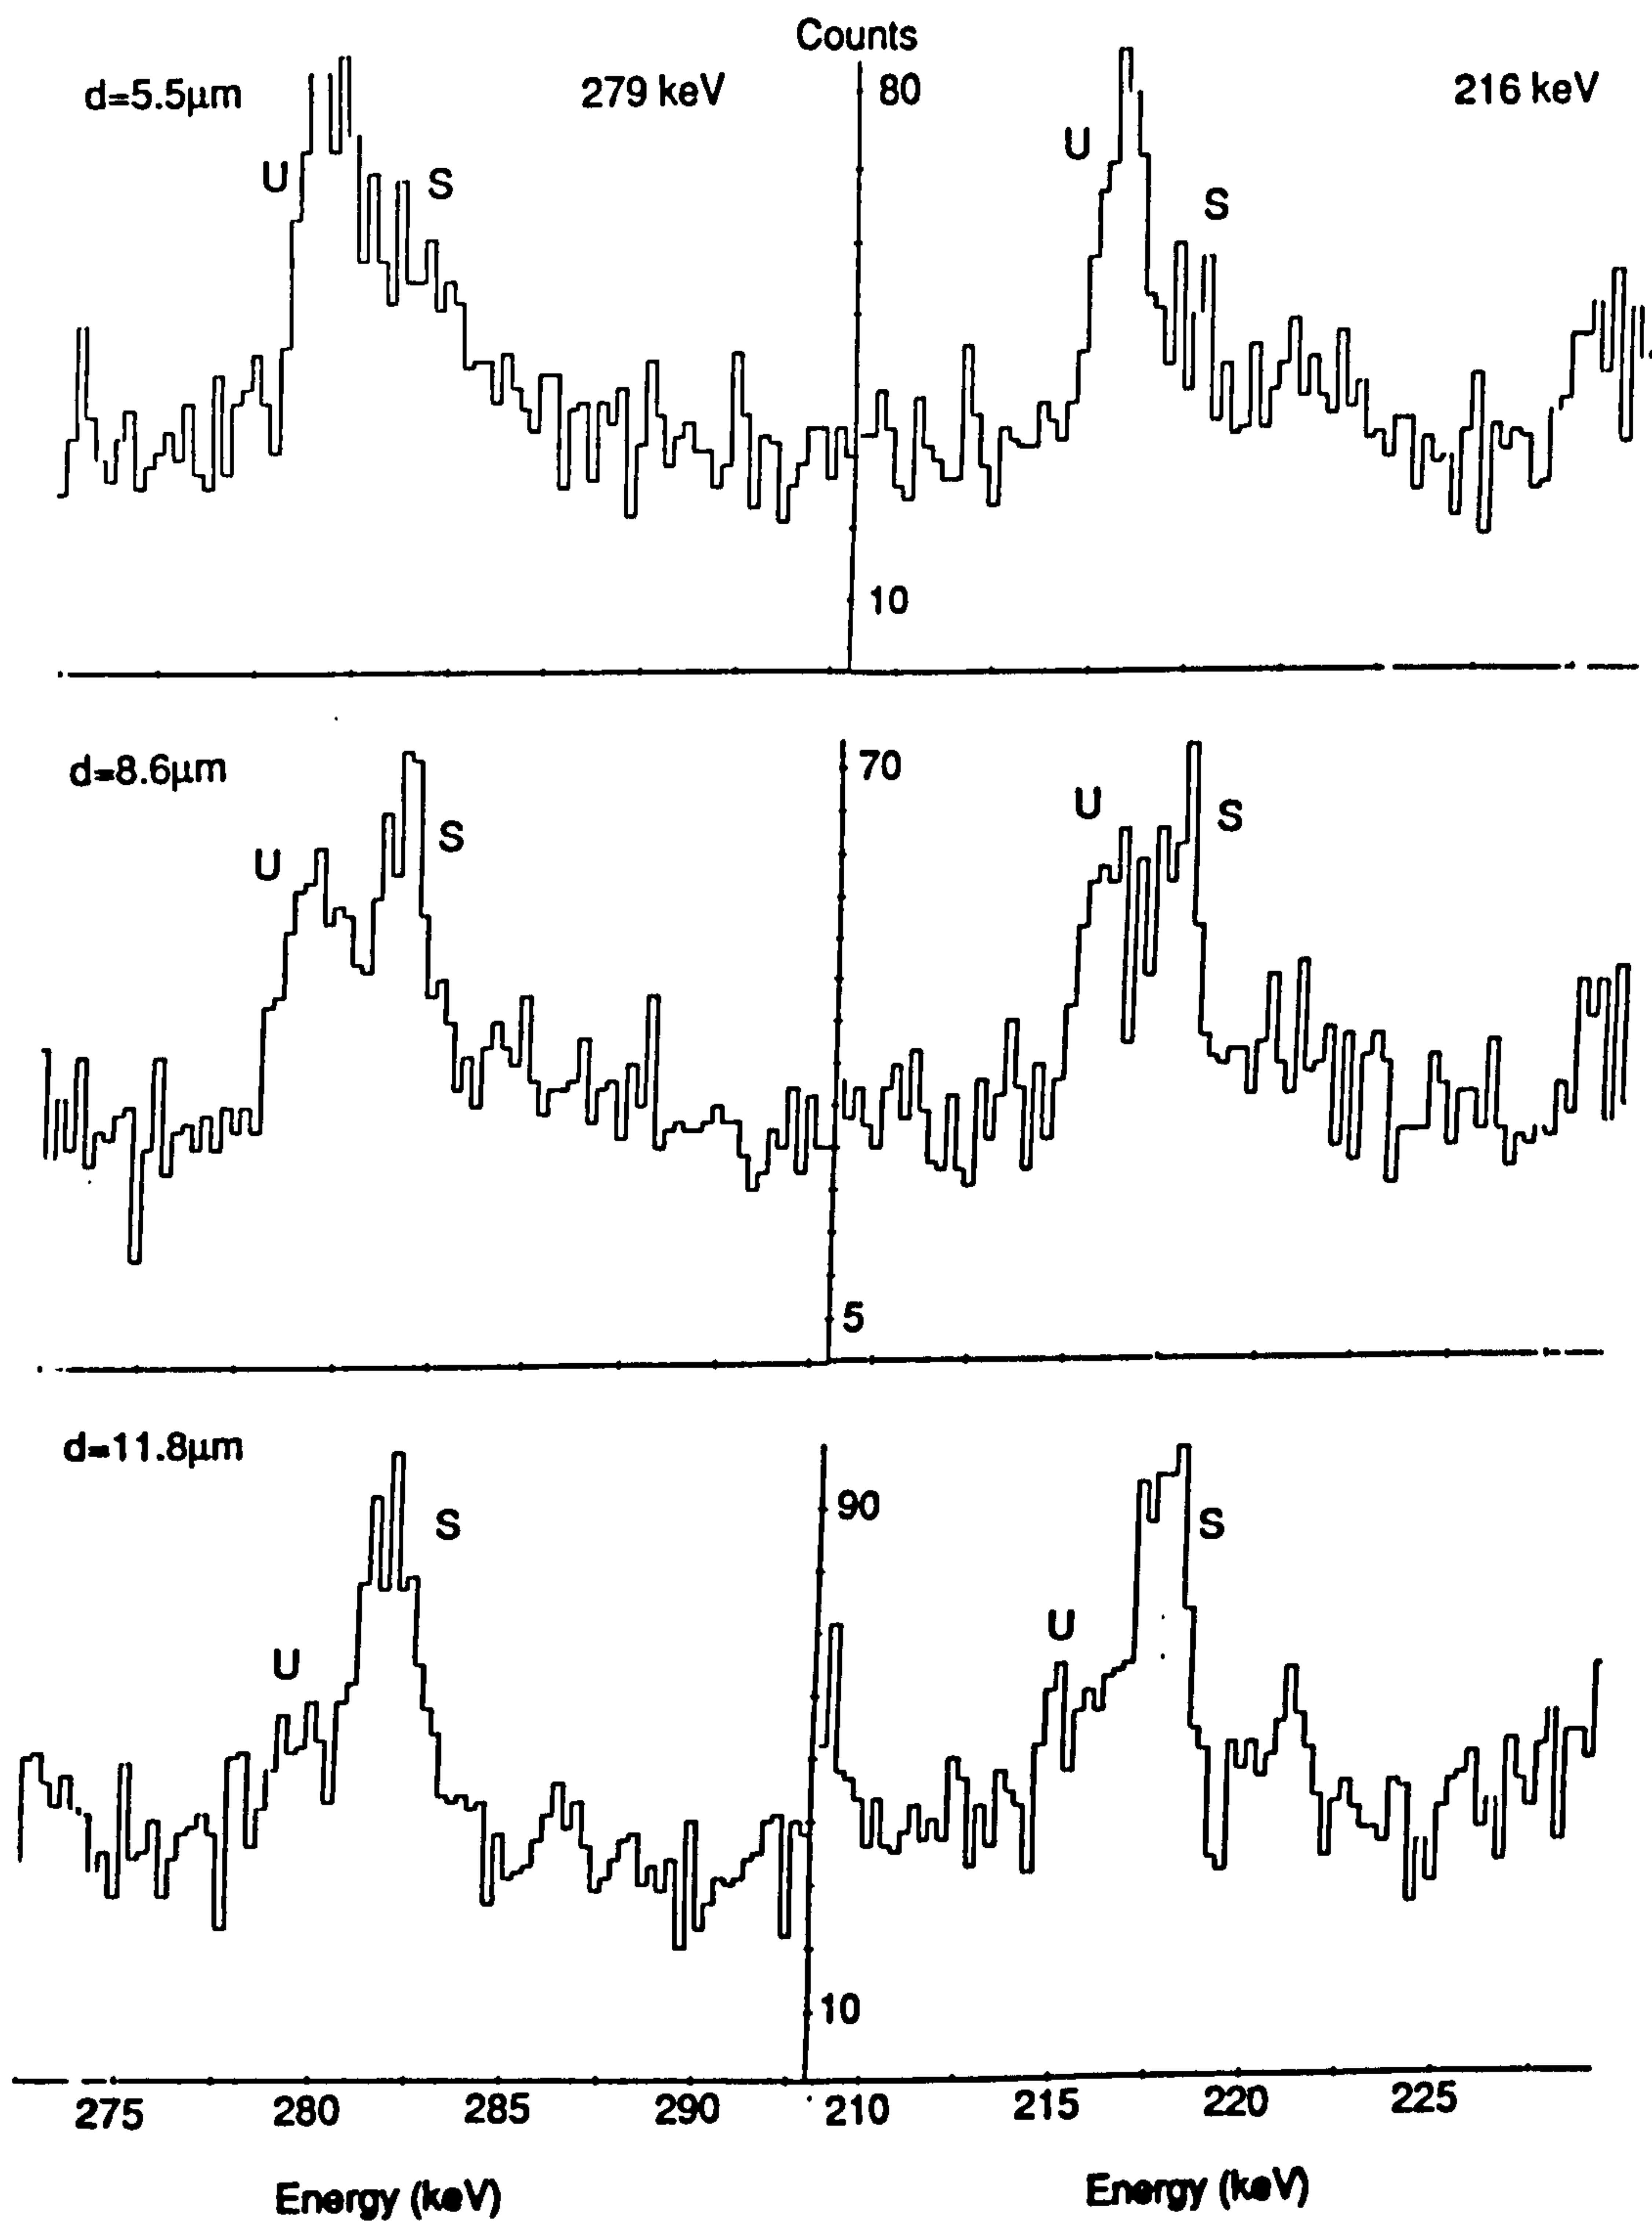 Counts
d=5.5μm 279 keV 80 216 keV
U S U S
10
d=8.6μm 70
U S U S
5
d=11.8μm 90
S S
U U
10
275 280 285 290 210 215 220 225
Energy (keV) Energy (keV)